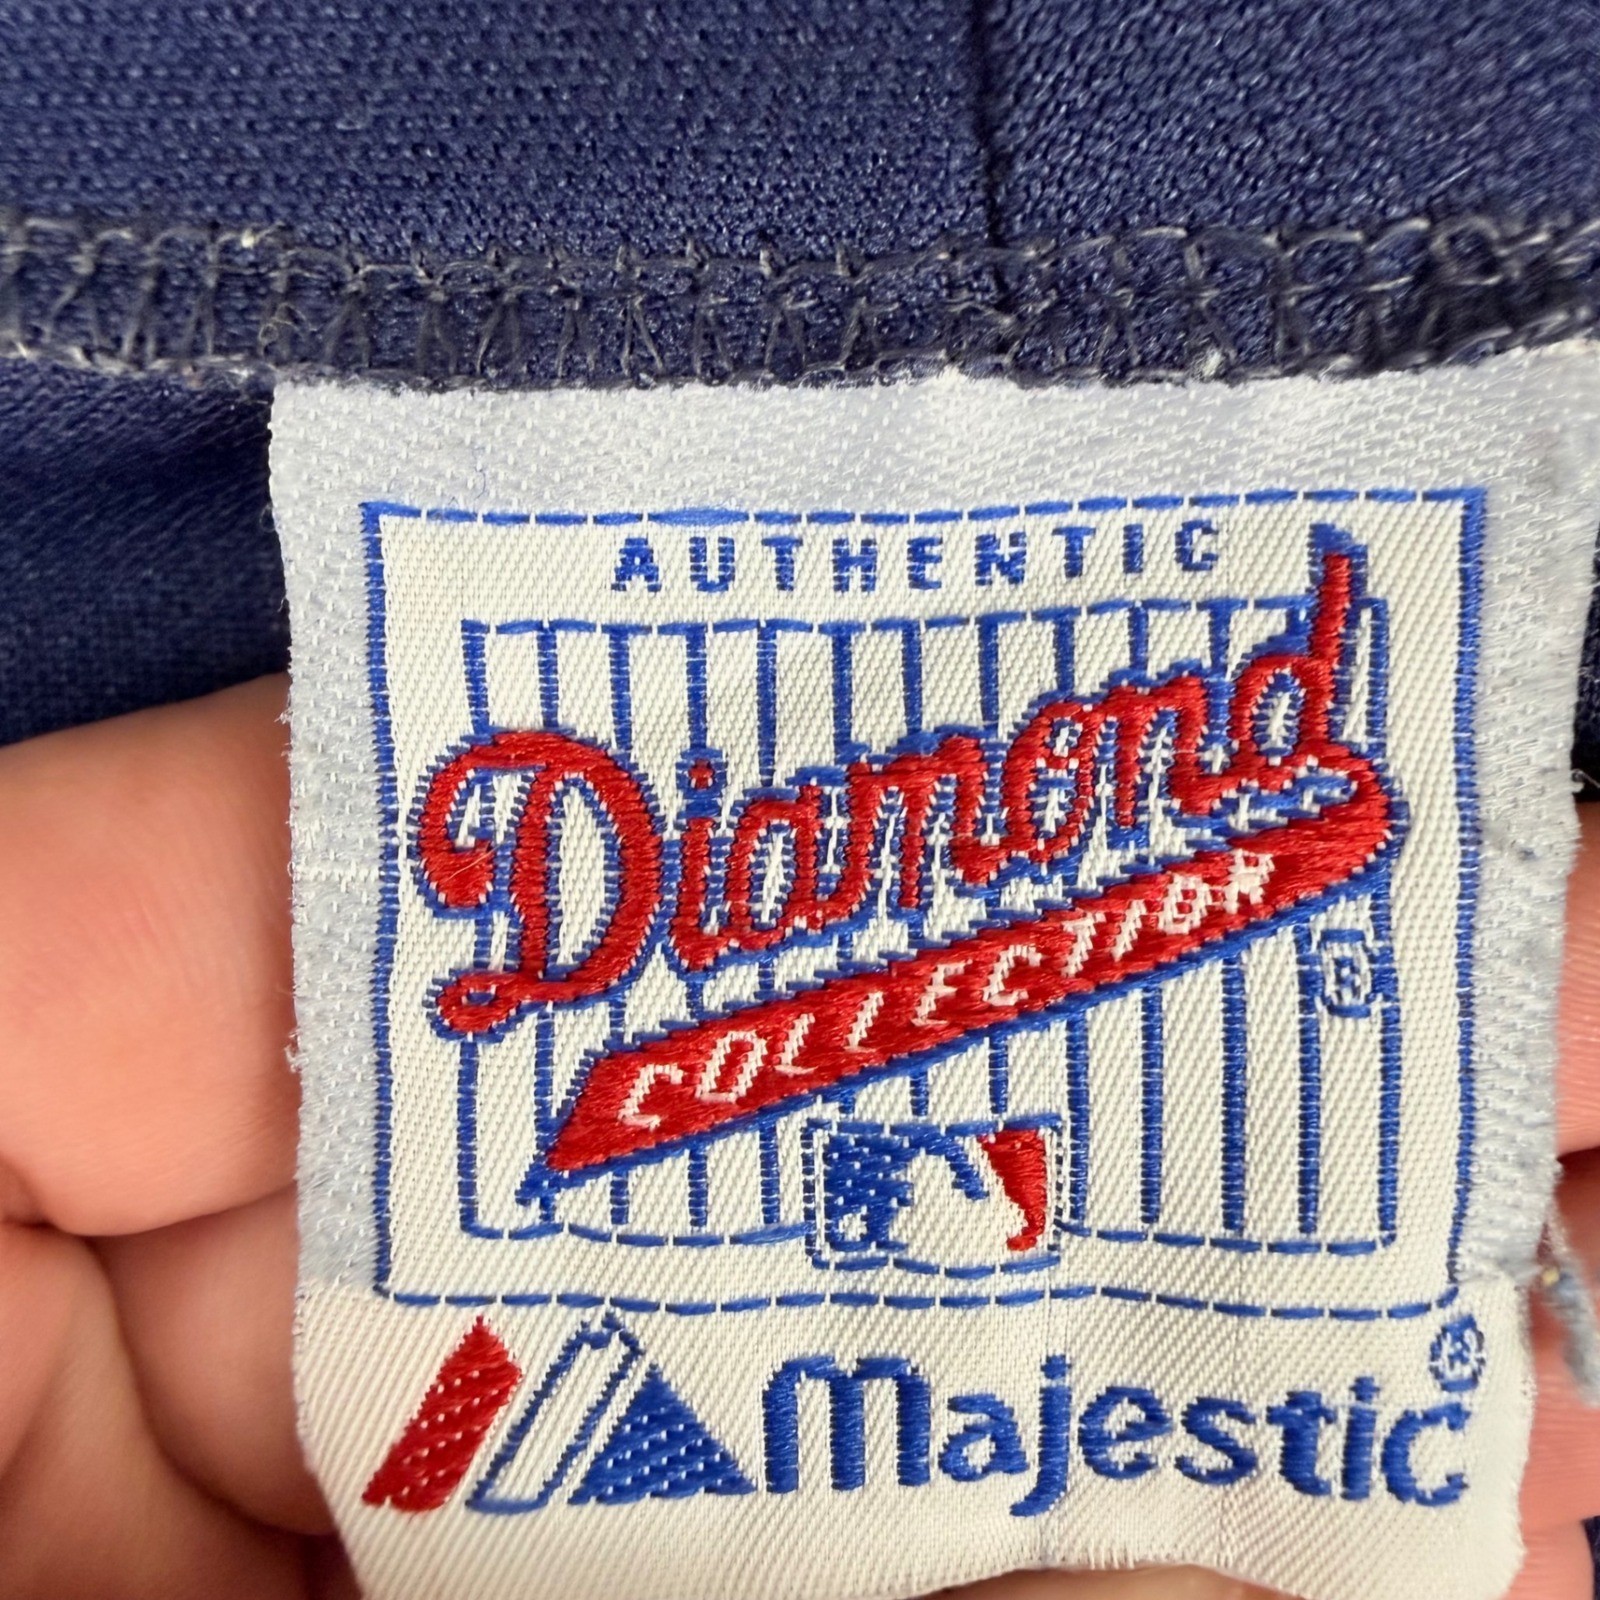 AUTHENTIC
Diamond
COLLECTION
®
Majestic®